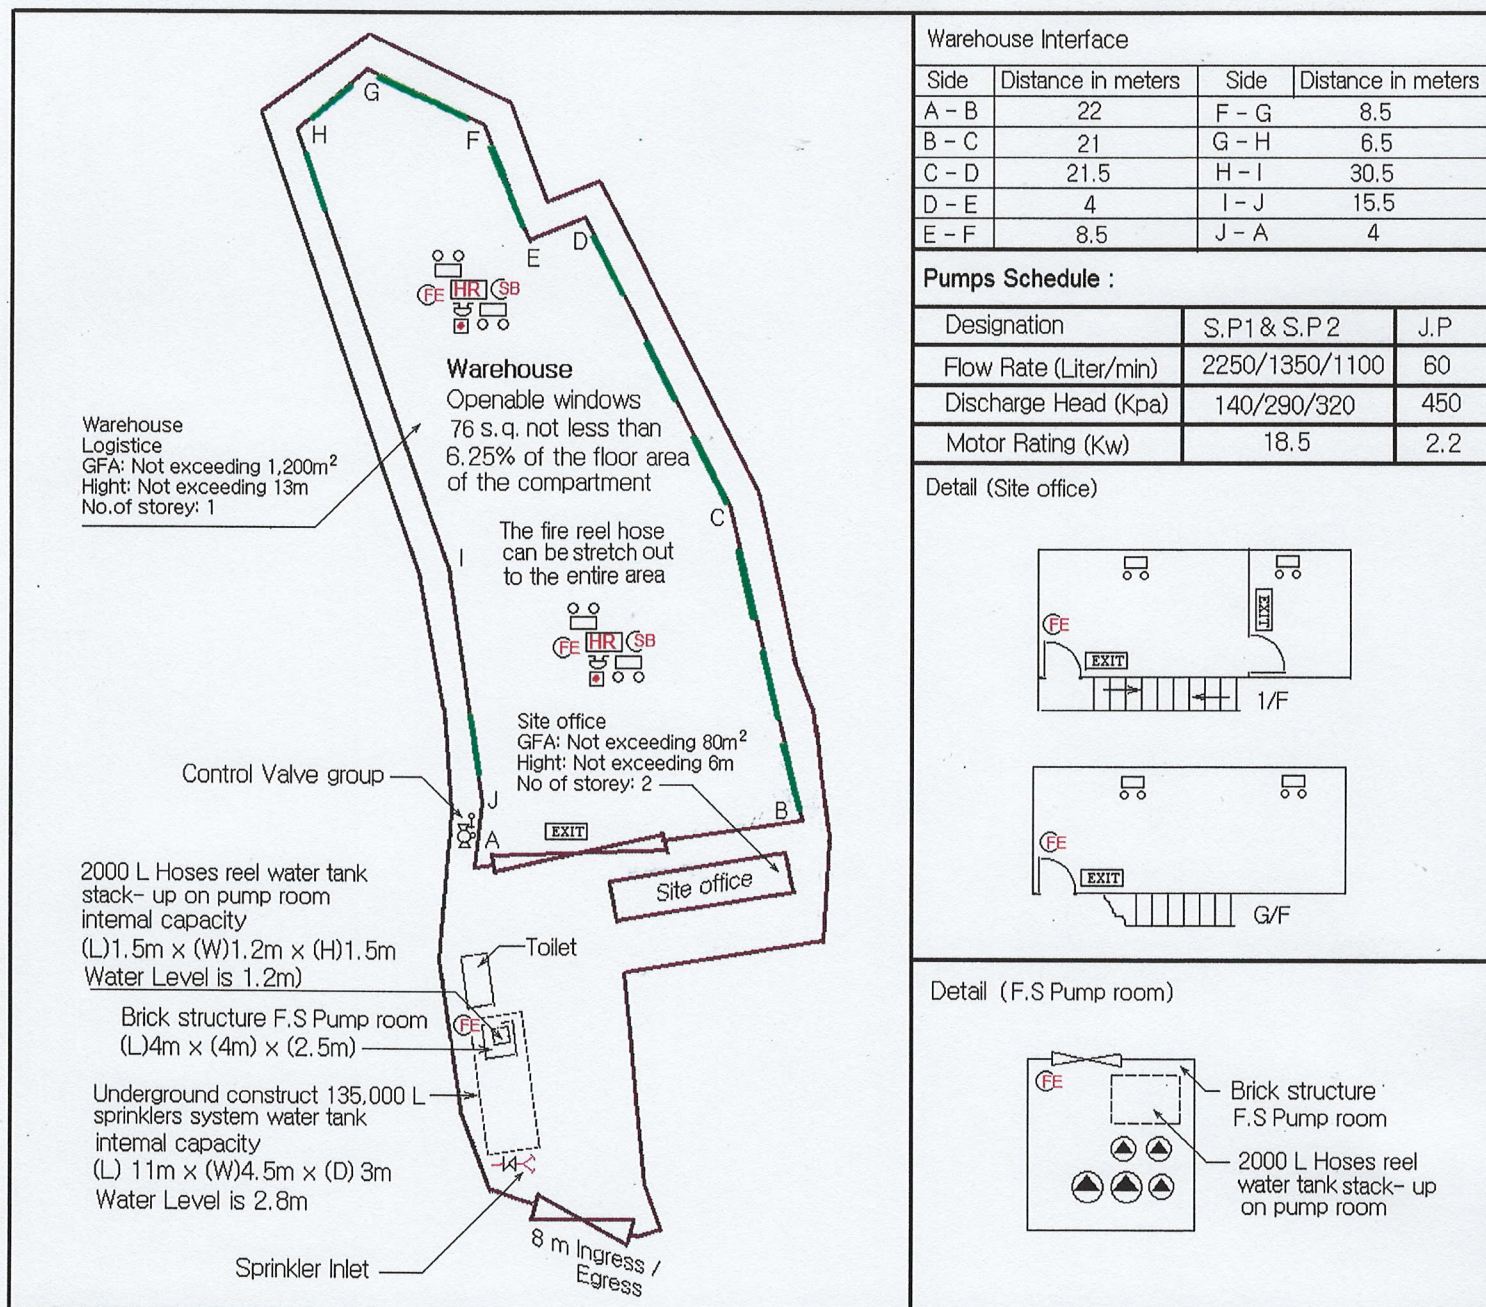 G
H
F
D
E
FE HR SB
Warehouse
Openable windows
76 s.q. not less than
6.25% of the floor area
of the compartment
Warehouse
Logistice
GFA: Not exceeding 1,200m²
Hight: Not exceeding 13m
No.of storey: 1
C
The fire reel hose
can be stretch out
to the entire area
I
FE HR SB
Site office
GFA: Not exceeding 80m²
Hight: Not exceeding 6m
No of storey: 2
Control Valve group
J
B
A
EXIT
Site office
2000 L Hoses reel water tank
stack- up on pump room
internal capacity
(L)1.5m x (W)1.2m x (H)1.5m
Water Level is 1.2m)
Toilet
Brick structure F.S Pump room
(L)4m x (4m) x (2.5m)
FE
Underground construct 135,000 L
sprinklers system water tank
internal capacity
(L) 11m x (W)4.5m x (D) 3m
Water Level is 2.8m
Sprinkler Inlet
8 m Ingress /
Egress
Warehouse Interface
Side Distance in meters Side Distance in meters
A - B 22 F - G 8.5
B - C 21 G - H 6.5
C - D 21.5 H - I 30.5
D - E 4 I - J 15.5
E - F 8.5 J - A 4
Pumps Schedule :
Designation S.P1 & S.P 2 J.P
Flow Rate (Liter/min) 2250/1350/1100 60
Discharge Head (Kpa) 140/290/320 450
Motor Rating (Kw) 18.5 2.2
Detail (Site office)
EXIT
FE
EXIT
1/F
FE
EXIT
G/F
Detail (F.S Pump room)
FE
Brick structure
F.S Pump room
2000 L Hoses reel
water tank stack- up
on pump room